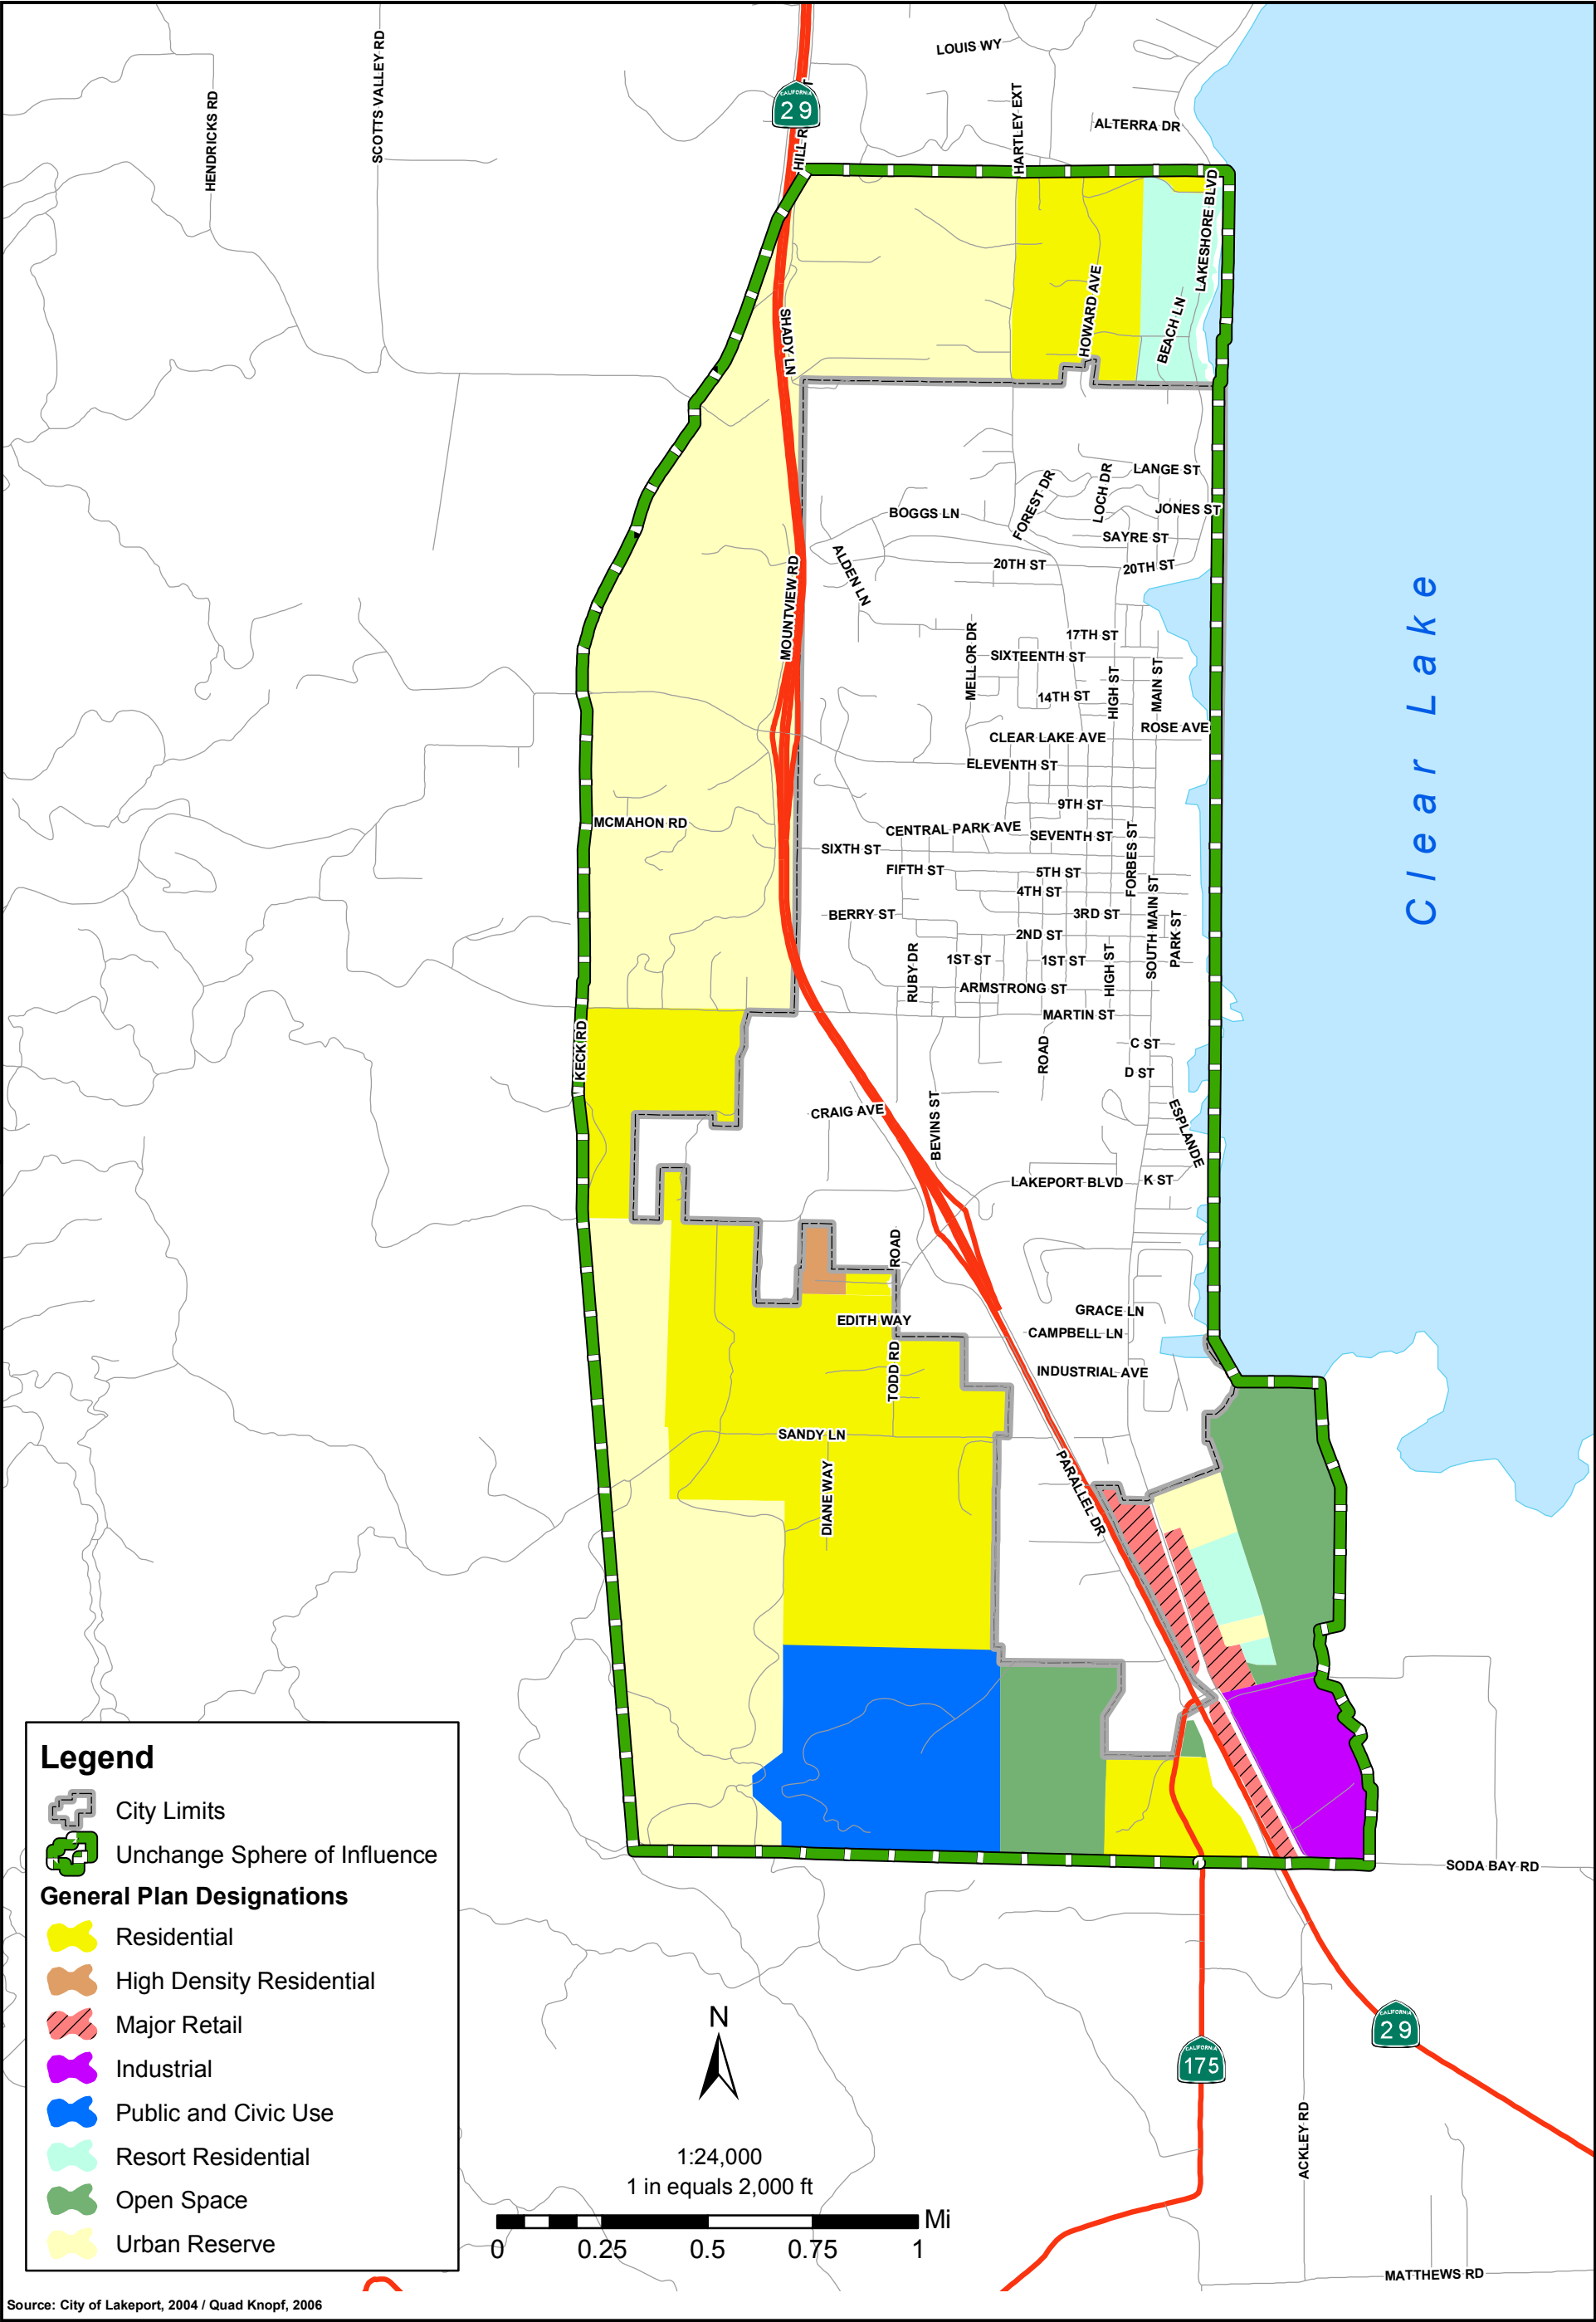 LOUIS WY
HENDRICKS RD
SCOTTS VALLEY RD
CALIFORNIA
29
HARTLEY EXT
ALTERRA DR
LAKESHORE BLVD
HOWARD AVE
BEACH LN
SHADY LN
LANGE ST
FOREST DR
LOCH DR
BOGGS LN
JONES ST
SAYRE ST
20TH ST
20TH ST
ALDEN LN
MOUNTVIEW RD
Clear Lake
MELLOR DR
17TH ST
SIXTEENTH ST
14TH ST
HIGH ST
MAIN ST
ROSE AVE
CLEAR LAKE AVE
ELEVENTH ST
9TH ST
MCMAHON RD
CENTRAL PARK AVE
SEVENTH ST
SIXTH ST
FORBES ST
FIFTH ST
5TH ST
4TH ST
BERRY ST
3RD ST
SOUTH MAIN ST
PARK ST
2ND ST
RUBY DR
1ST ST
1ST ST
HIGH ST
ARMSTRONG ST
MARTIN ST
KECK RD
ROAD
C ST
D ST
CRAIG AVE
BEVINS ST
ESPLANDE
LAKEPORT BLVD
K ST
ROAD
GRACE LN
EDITH WAY
CAMPBELL LN
TODD RD
INDUSTRIAL AVE
SANDY LN
DIANE WAY
PARALLEL DR
Legend
City Limits
Unchange Sphere of Influence
General Plan Designations
Residential
High Density Residential
Major Retail
Industrial
Public and Civic Use
Resort Residential
Open Space
Urban Reserve
SODA BAY RD
N
CALIFORNIA
29
CALIFORNIA
175
ACKLEY RD
1:24,000
1 in equals 2,000 ft
Mi
0 0.25 0.5 0.75 1
MATTHEWS RD
Source: City of Lakeport, 2004 / Quad Knopf, 2006